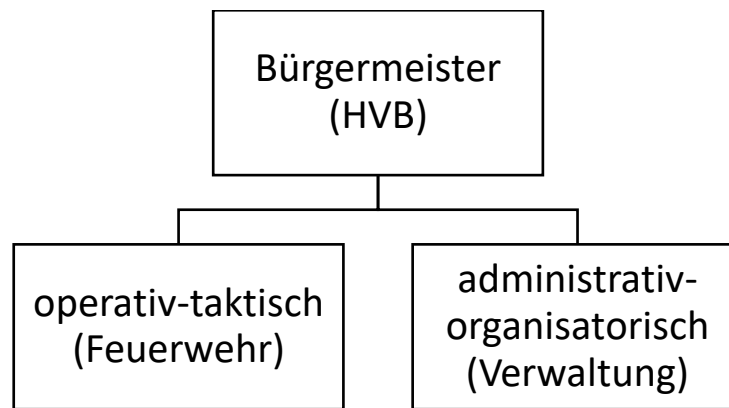 Bürgermeister
(HVB)
operativ-taktisch
(Feuerwehr)
administrativ-
organisatorisch
(Verwaltung)